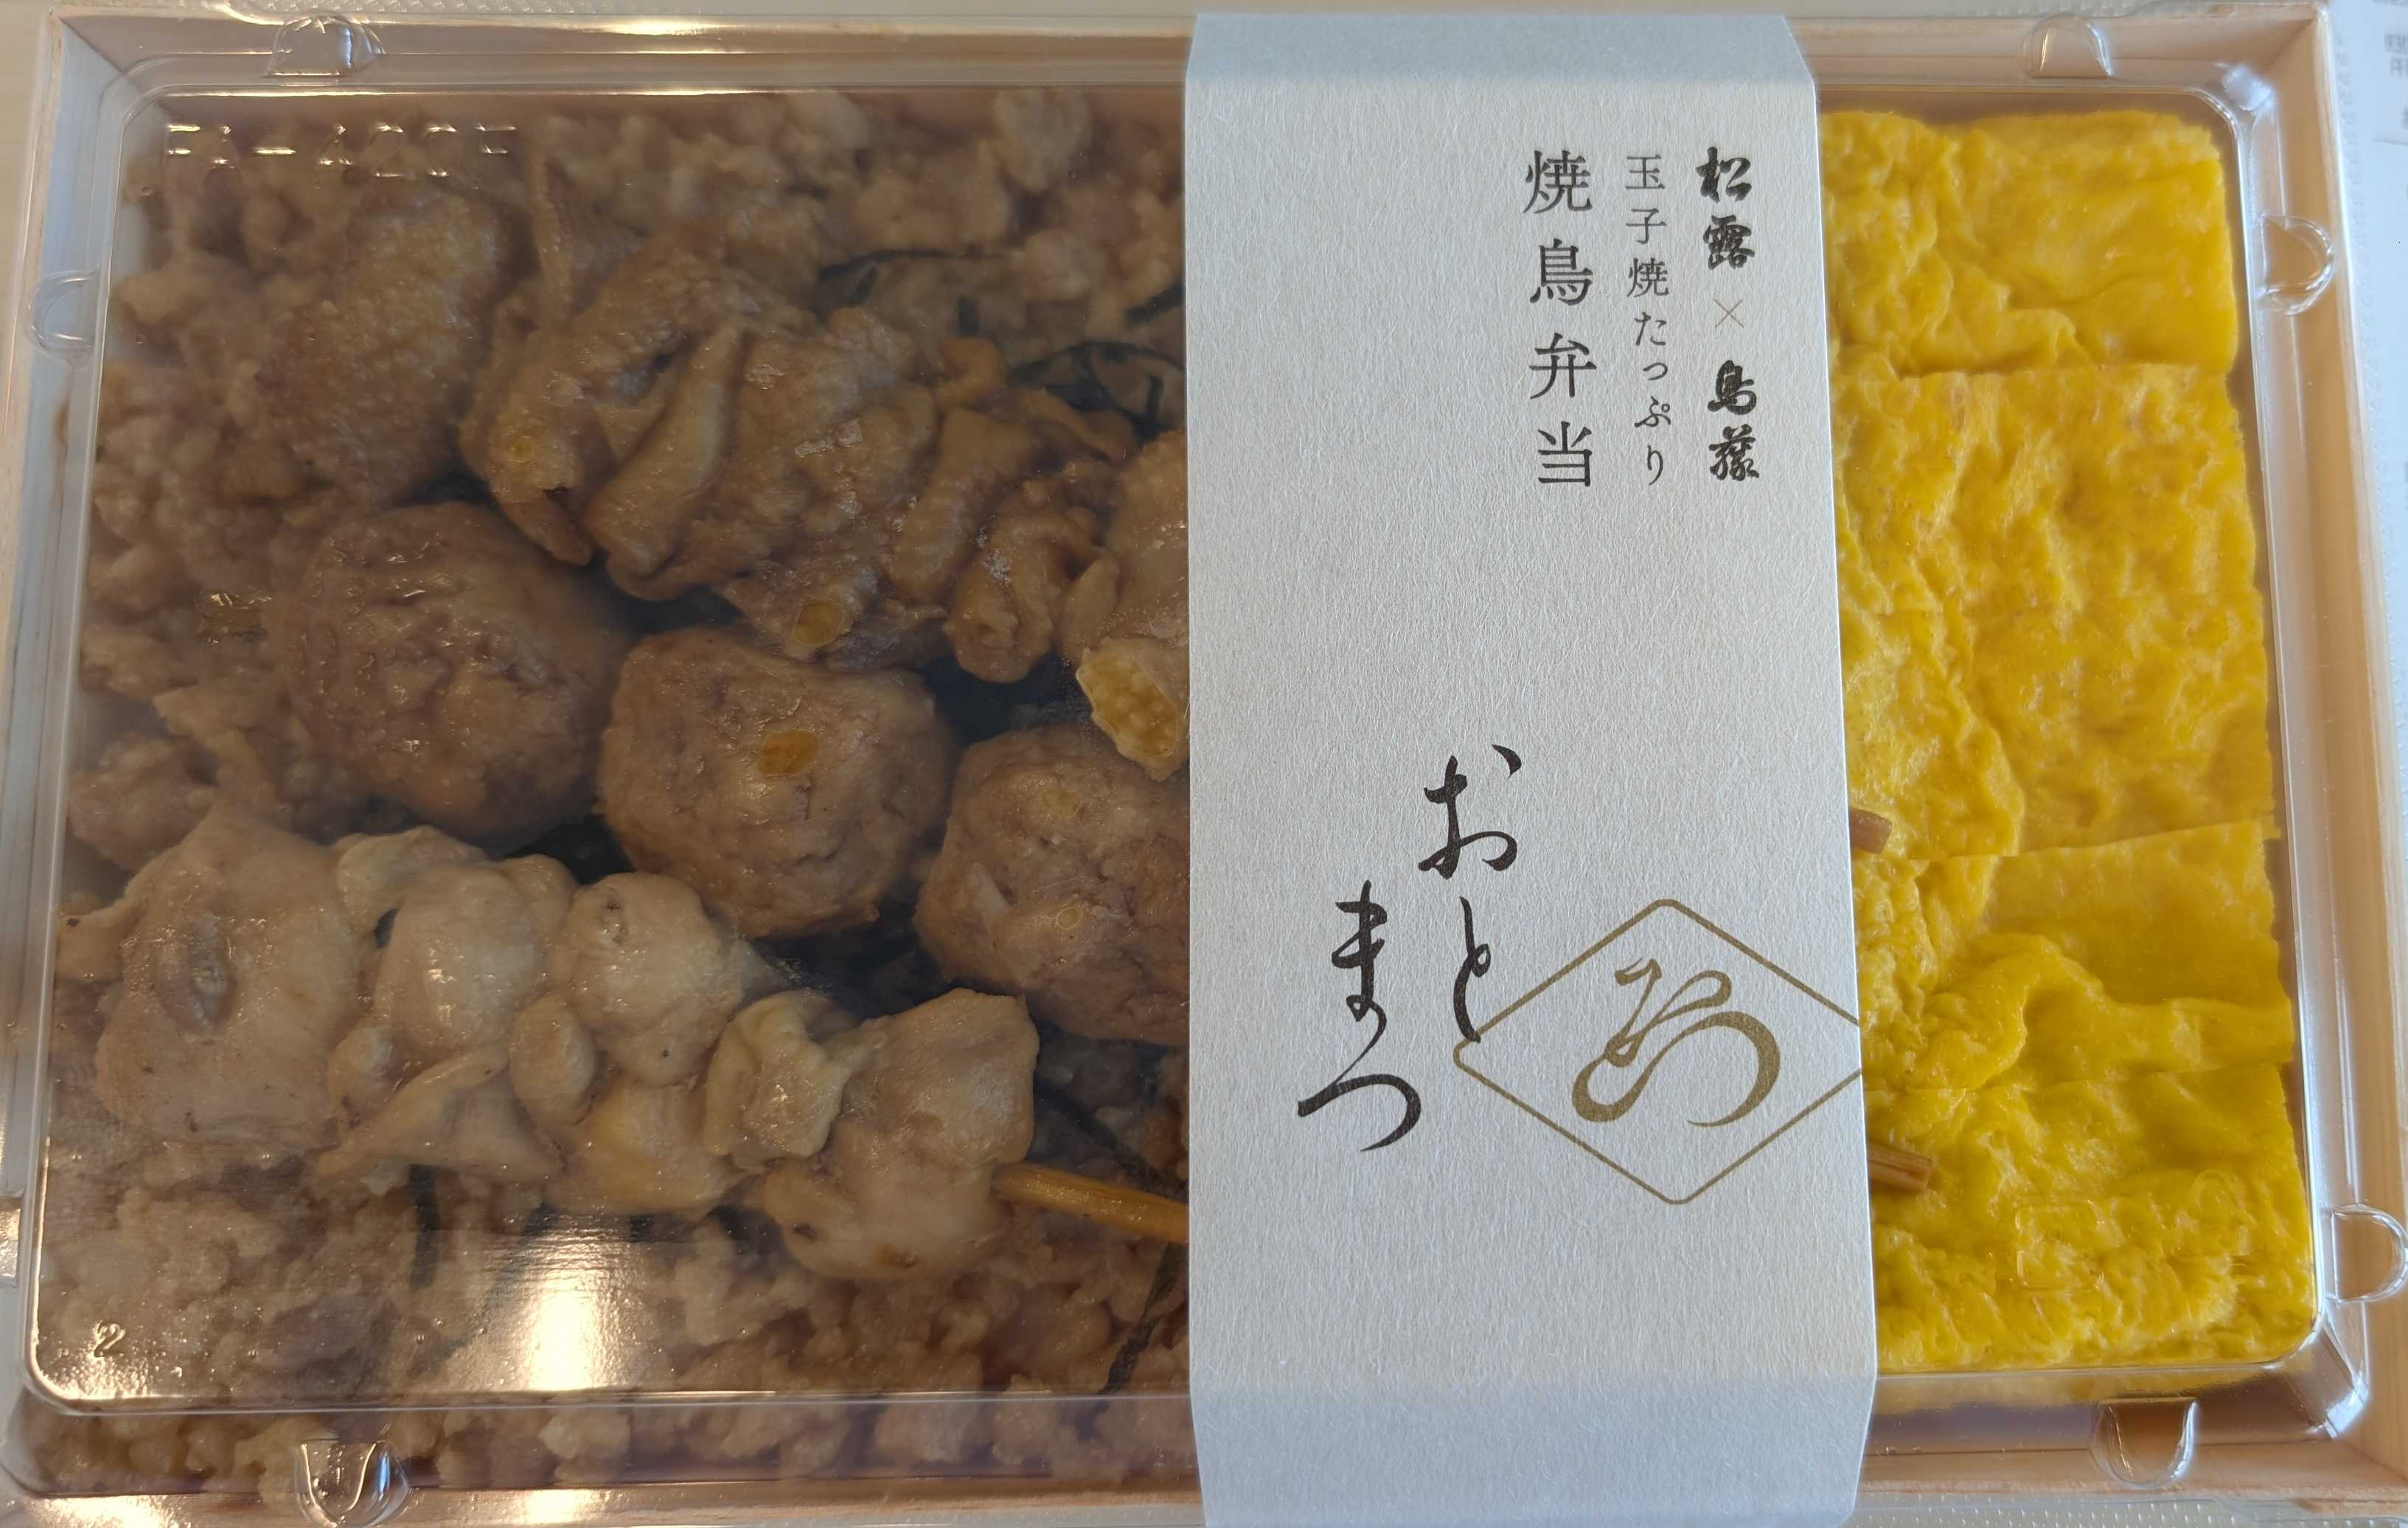 松露×鳥藤
玉子焼たっぷり
焼鳥弁当
おと
まつ
2